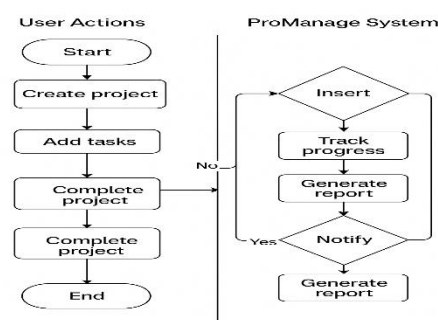 User Actions
Start
Create project
Add tasks
Complete
project
Complete
project
End
ProManage System
Insert
Track
progress
Generate
report
No
Notify
Yes
Generate
report